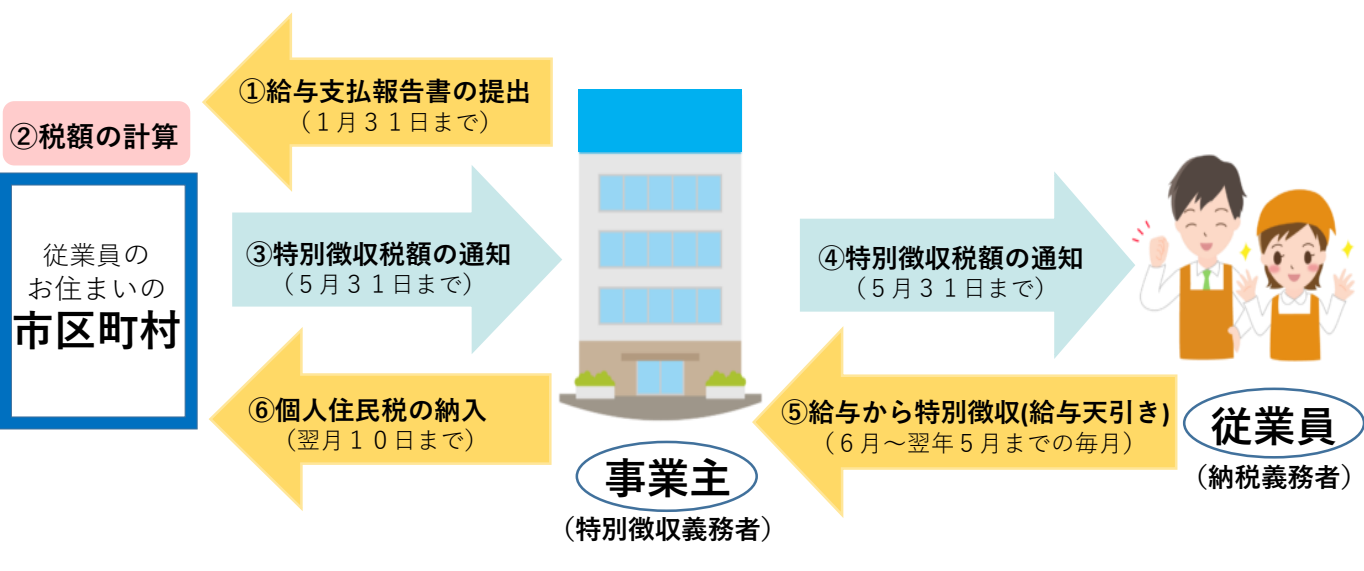 ①給与支払報告書の提出
（１月３１日まで）
②税額の計算
従業員の
お住まいの
市区町村
③特別徴収税額の通知
（５月３１日まで）
④特別徴収税額の通知
（５月３１日まで）
⑤給与から特別徴収(給与天引き)
（６月～翌年５月までの毎月）
⑥個人住民税の納入
（翌月１０日まで）
事業主
（特別徴収義務者）
従業員
（納税義務者）